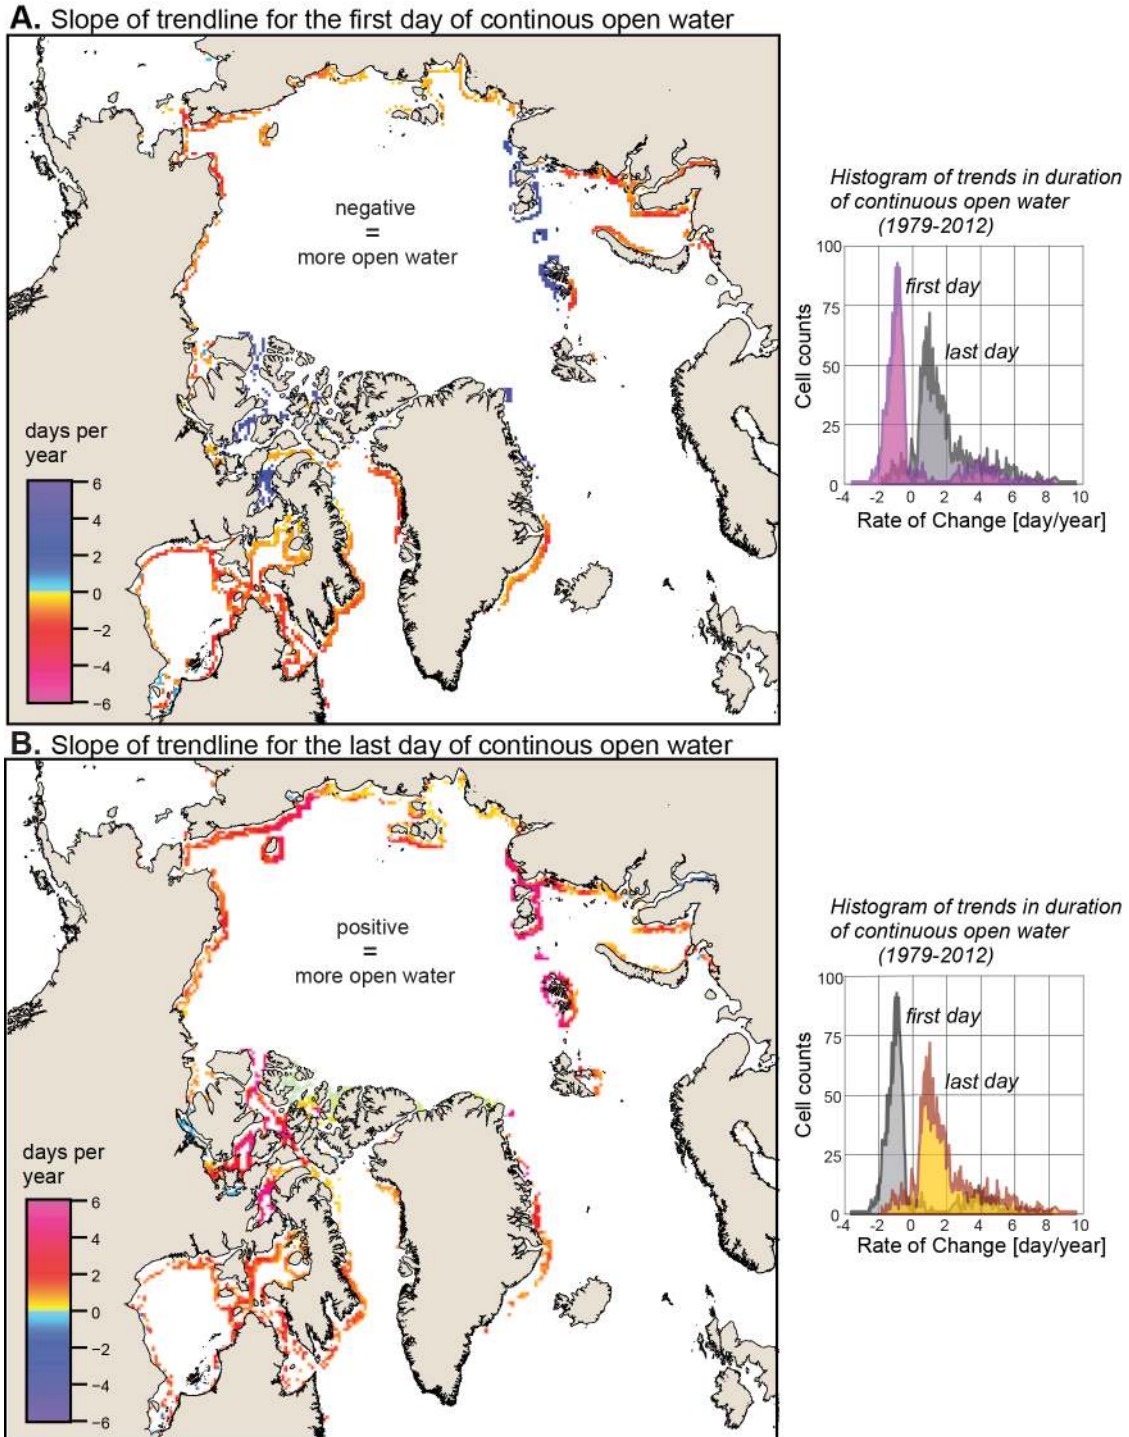 A. Slope of trendline for the first day of continous open water
negative
=
more open water
days per
year
6
4
2
0
−2
−4
−6
Histogram of trends in duration
of continuous open water
(1979-2012)
100
75
50
25
0
Cell counts
first day
last day
-4 -2 0 2 4 6 8 10
Rate of Change [day/year]
B. Slope of trendline for the last day of continous open water
positive
=
more open water
days per
year
6
4
2
0
−2
−4
−6
Histogram of trends in duration
of continuous open water
(1979-2012)
100
75
50
25
0
Cell counts
first day
last day
-4 -2 0 2 4 6 8 10
Rate of Change [day/year]